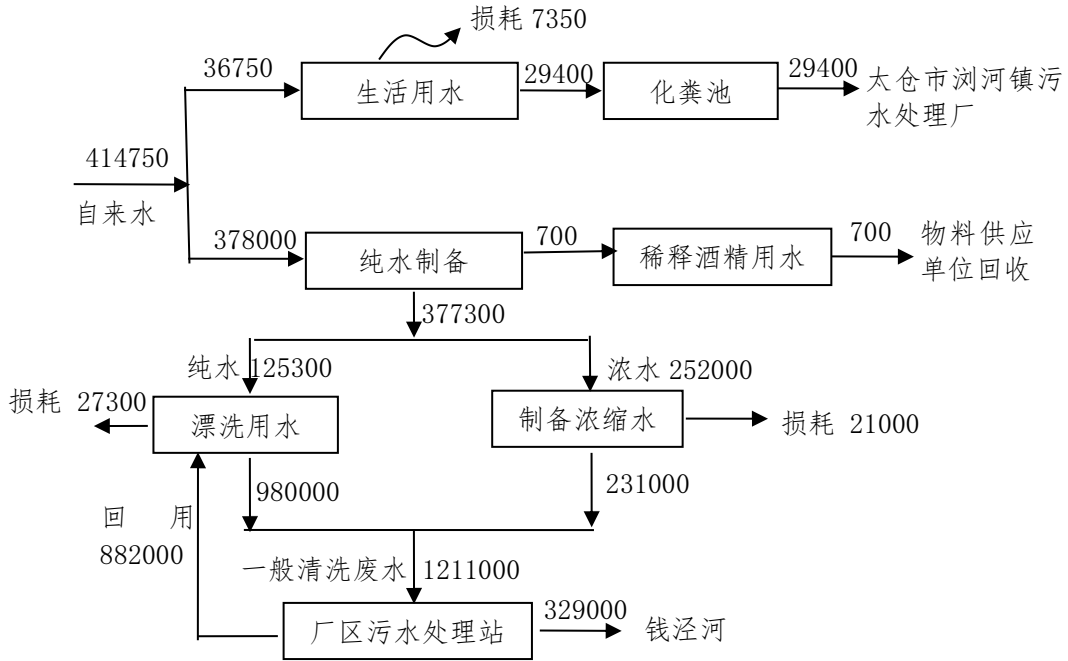 损耗 7350
36750
生活用水
29400
化粪池
29400
太仓市浏河镇污
水处理厂
414750
自来水
378000
纯水制备
700
稀释酒精用水
700
物料供应
单位回收
377300
纯水 125300
浓水 252000
损耗 27300
漂洗用水
制备浓缩水
损耗 21000
980000
231000
回 用
882000
一般清洗废水 1211000
厂区污水处理站
329000
钱泾河